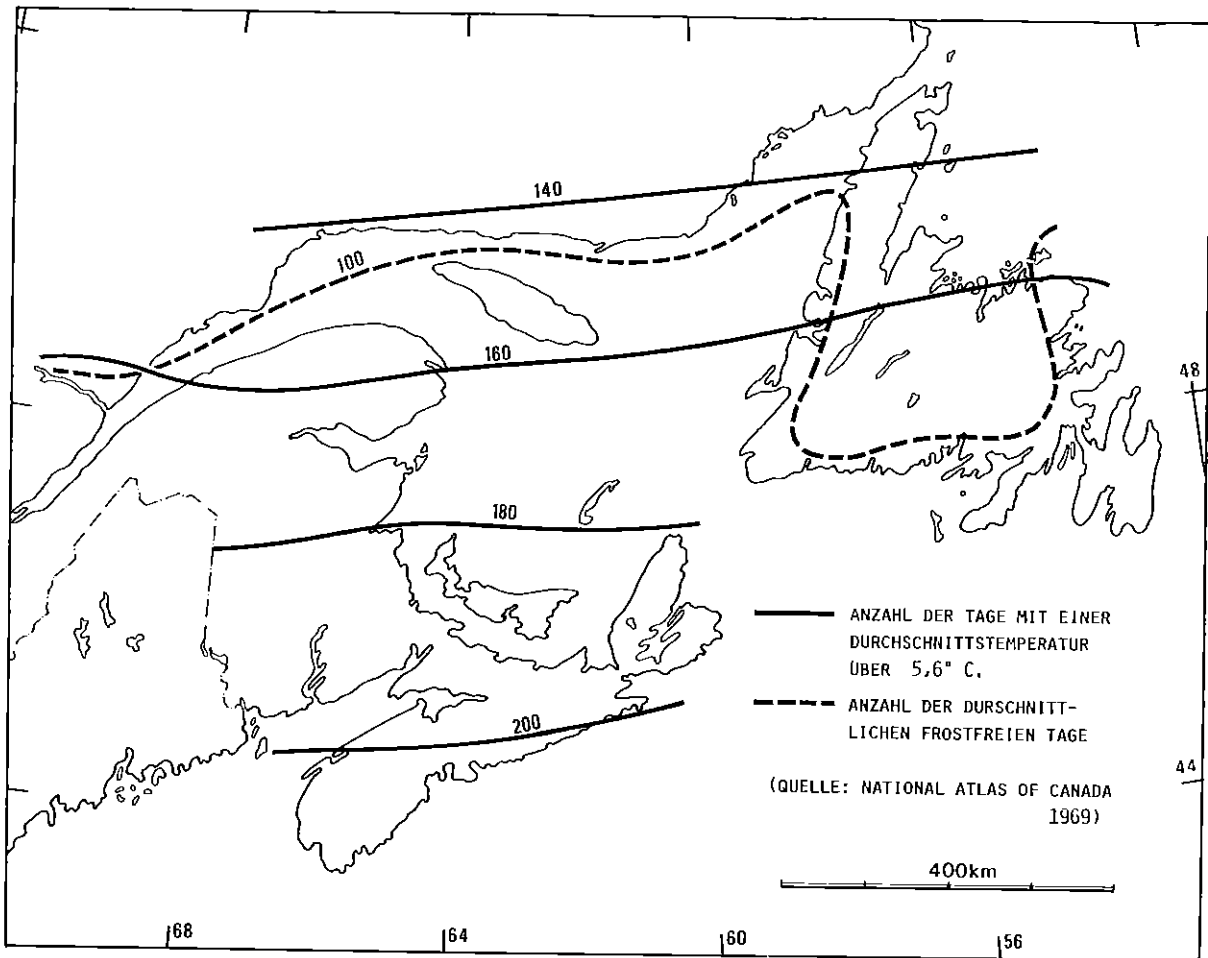 140
100
160
48
180
ANZAHL DER TAGE MIT EINER
DURCHSCHNITTSTEMPERATUR
ÜBER 5,6° C.
ANZAHL DER DURSCHNITT-
LICHEN FROSTFREIEN TAGE
200
44
(QUELLE: NATIONAL ATLAS OF CANADA
1969)
400km
68
64
60
56